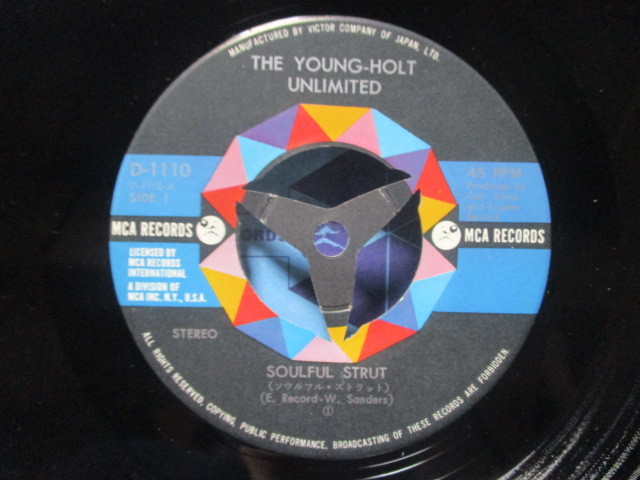 MANUFACTURED BY VICTOR COMPANY OF JAPAN, LTD.
THE YOUNG-HOLT
UNLIMITED
D-1110
SIDE 1
45 RPM
MCA RECORDS
ORDS
MCA RECORDS
LICENSED BY
MCA RECORDS
INTERNATIONAL
A DIVISION OF
MCA INC. N.Y., U.S.A.
STEREO
SOULFUL STRUT
(ソウルフル・ストラット)
(E. Record-W. Sanders)
①
ALL RIGHTS RESERVED, COPYING, PUBLIC PERFORMANCE, BROADCASTING OF THESE RECORDS ARE FORBIDDEN.